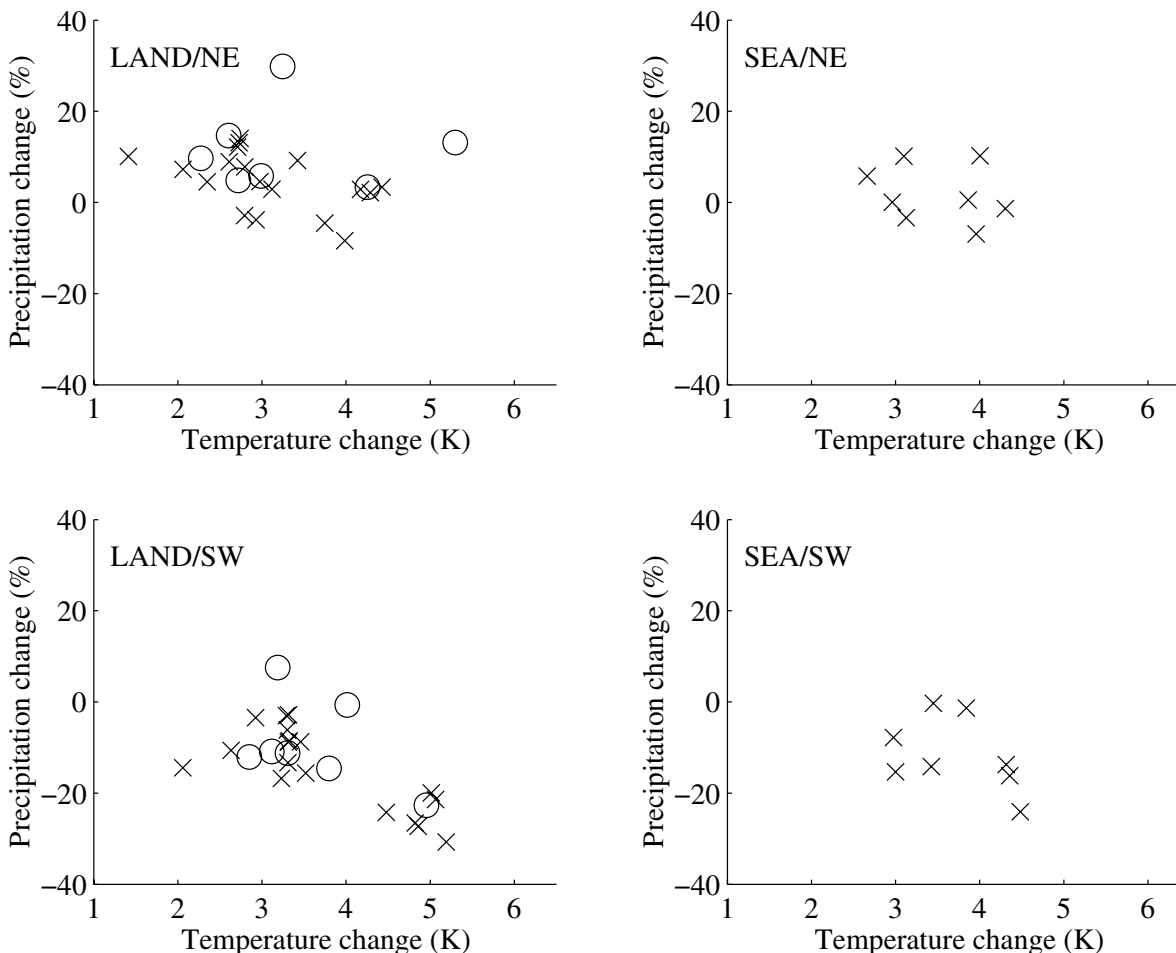 40
LAND/NE
20
0
−20
−40
1 2 3 4 5 6
Temperature change (K)
Precipitation change (%)
40
SEA/NE
20
0
−20
−40
1 2 3 4 5 6
Temperature change (K)
Precipitation change (%)
40
LAND/SW
20
0
−20
−40
1 2 3 4 5 6
Temperature change (K)
Precipitation change (%)
40
SEA/SW
20
0
−20
−40
1 2 3 4 5 6
Temperature change (K)
Precipitation change (%)